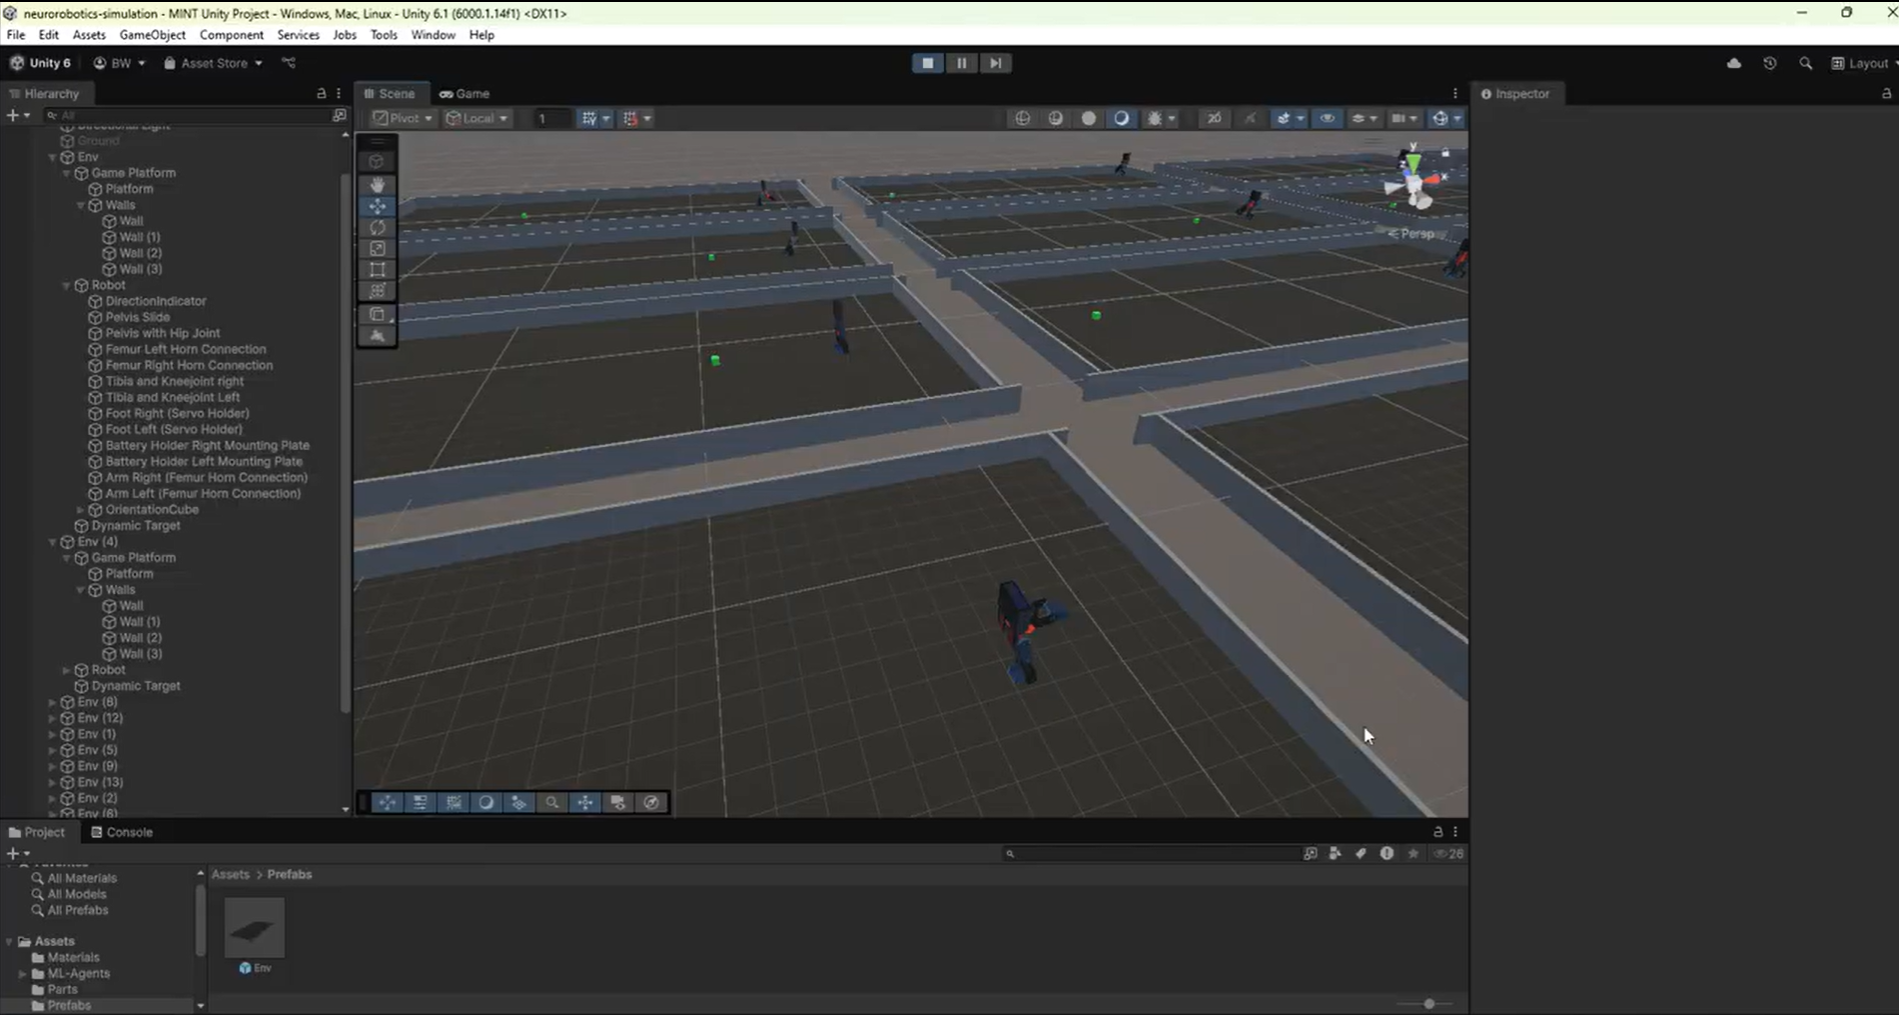 neurorobotics-simulation - MINT Unity Project - Windows, Mac, Linux - Unity 6.1 (6000.1.14f1) <DX11>
File Edit Assets GameObject Component Services Jobs Tools Window Help
Unity 6 BW Asset Store Layout
Hierarchy
All
Directional Light
Ground
Env
Game Platform
Platform
Walls
Wall
Wall (1)
Wall (2)
Wall (3)
Robot
DirectionIndicator
Pelvis Slide
Pelvis with Hip Joint
Femur Left Horn Connection
Femur Right Horn Connection
Tibia and Kneejoint right
Tibia and Kneejoint Left
Foot Right (Servo Holder)
Foot Left (Servo Holder)
Battery Holder Right Mounting Plate
Battery Holder Left Mounting Plate
Arm Right (Femur Horn Connection)
Arm Left (Femur Horn Connection)
OrientationCube
Dynamic Target
Env (4)
Game Platform
Platform
Walls
Wall
Wall (1)
Wall (2)
Wall (3)
Robot
Dynamic Target
Env (8)
Env (12)
Env (1)
Env (5)
Env (9)
Env (13)
Env (2)
Env (6)
Scene Game
Pivot Local 1 2D
y
x
Persp
Inspector
Project Console
26
Favorites
All Materials
All Models
All Prefabs
Assets
Materials
ML-Agents
Parts
Prefabs
Assets > Prefabs
Env